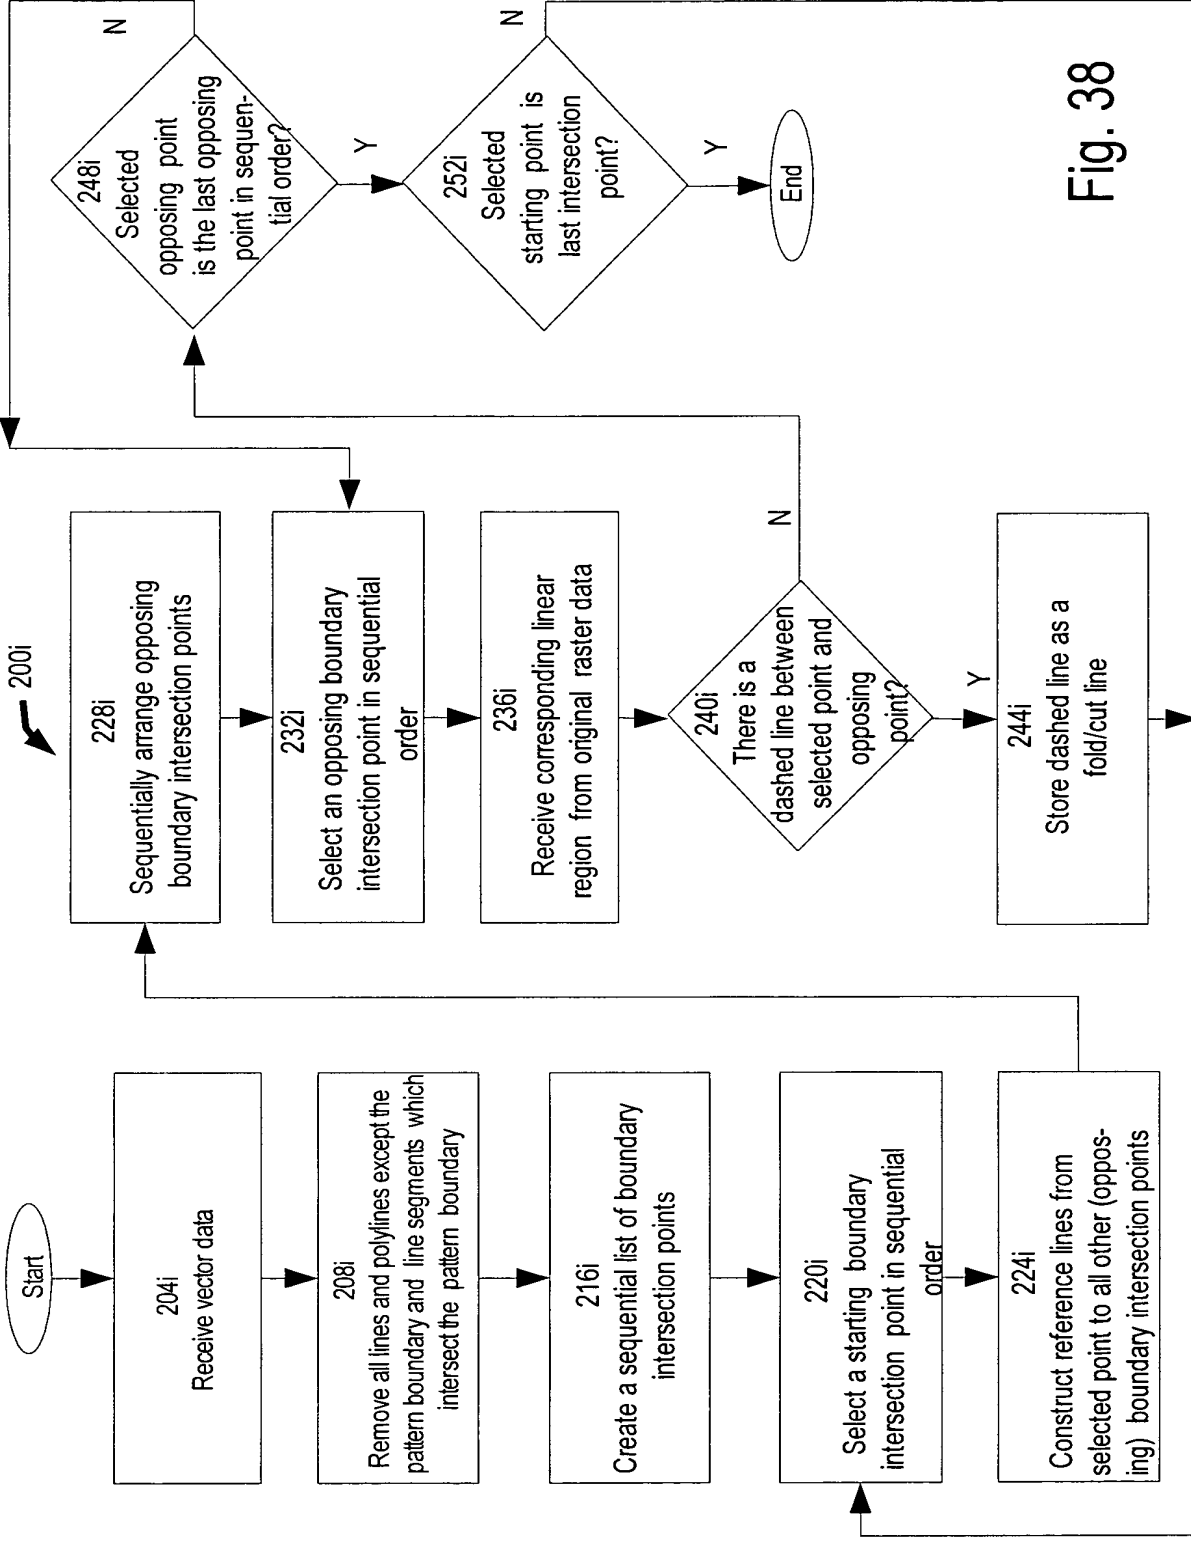 200i
Start
204i
Receive vector data
208i
Remove all lines and polylines except the
pattern boundary and line segments which
intersect the pattern boundary
216i
Create a sequential list of boundary
intersection points
220i
Select a starting boundary
intersection point in sequential
order
224i
Construct reference lines from
selected point to all other (oppos-
ing) boundary intersection points
228i
Sequentially arrange opposing
boundary intersection points
232i
Select an opposing boundary
intersection point in sequential
order
236i
Receive corresponding linear
region from original raster data
240i
There is a
dashed line between
selected point and
opposing
point?
N
Y
244i
Store dashed line as a
fold/cut line
248i
Selected
opposing point
is the last opposing
point in sequen-
tial order?
N
Y
252i
Selected
starting point is
last intersection
point?
N
Y
End
Fig. 38